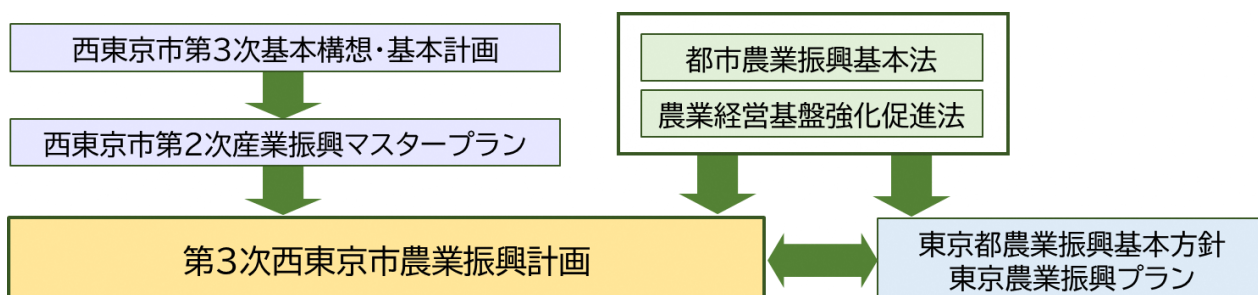 西東京市第3次基本構想・基本計画
西東京市第2次産業振興マスタープラン
都市農業振興基本法
農業経営基盤強化促進法
第3次西東京市農業振興計画
東京都農業振興基本方針
東京農業振興プラン